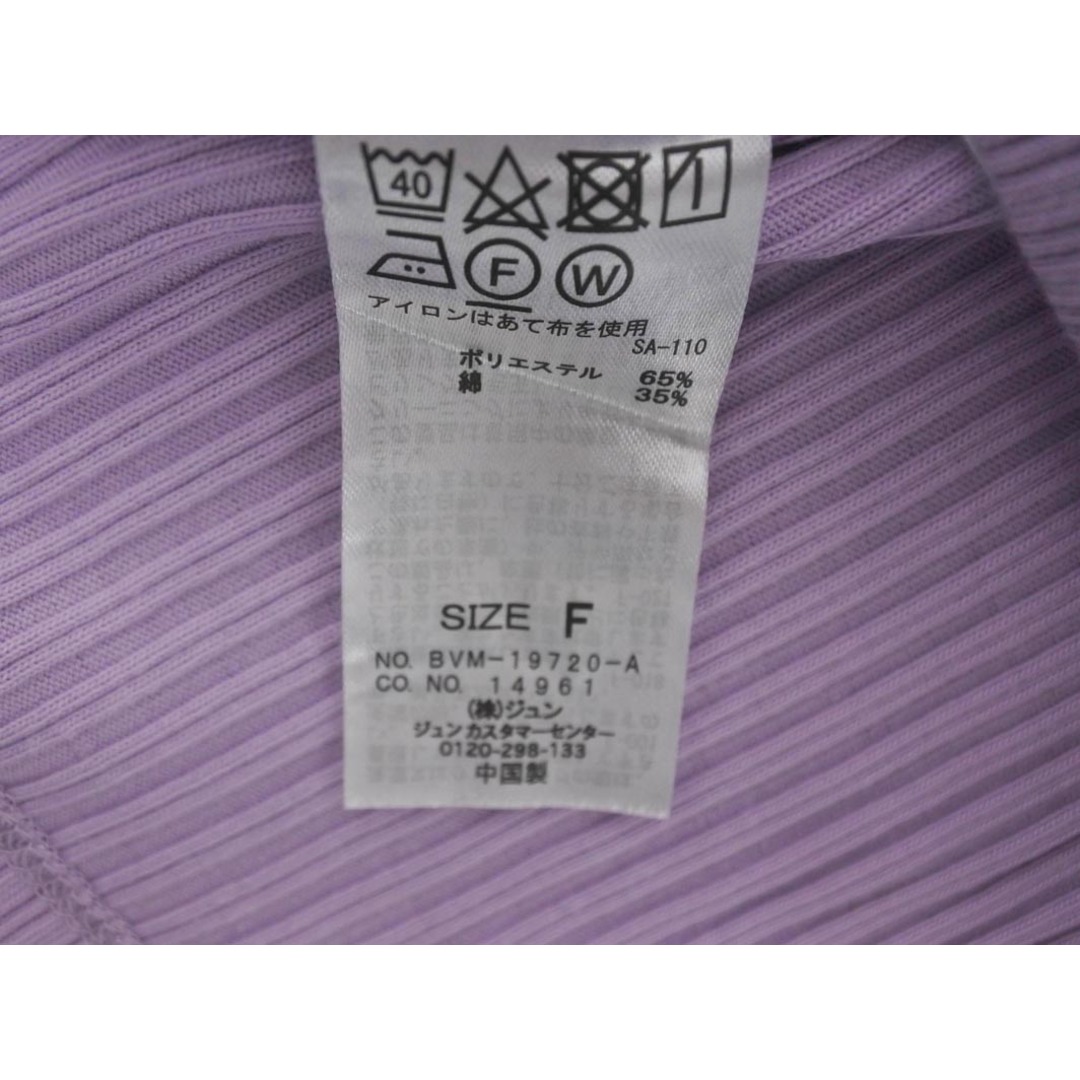 40
F W
アイロンはあて布を使用
SA-110
ポリエステル 65%
綿 35%
SIZE F
NO. BVM-19720-A
CO. NO. 14961
(株)ジュン
ジュンカスタマーセンター
0120-298-133
中国製